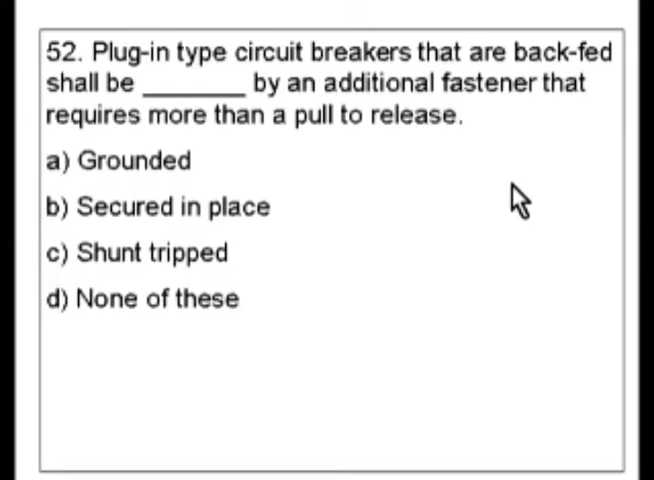 52. Plug-in type circuit breakers that are back-fed
shall be ________ by an additional fastener that
requires more than a pull to release.
a) Grounded
b) Secured in place
c) Shunt tripped
d) None of these